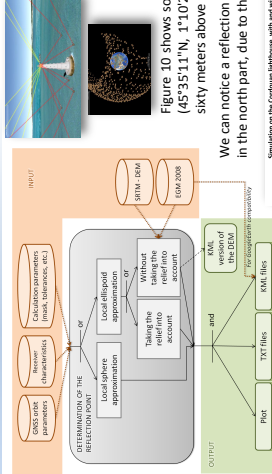 INPUT
GNSS orbit
parameters
Receiver
characteristics
Calculation parameters
(mask, tolerances, etc.)
SRTM - DEM
EGM 2008
DETERMINATION OF THE
REFLECTION POINT
Local sphere
approximation
or
Local ellipsoid
approximation
Taking the
relief into
account
or
Without
taking the
relief into
account
KML
version of
the DEM
For GoogleEarth compatibility
and
OUTPUT
Plot
TXT files
KML files
Figure 10 shows so
(45°35'11"N, 1°10'
sixty meters above
We can notice a reflection
in the north part, due to th
Simulation on the Cordouan lighthouse, with and wi